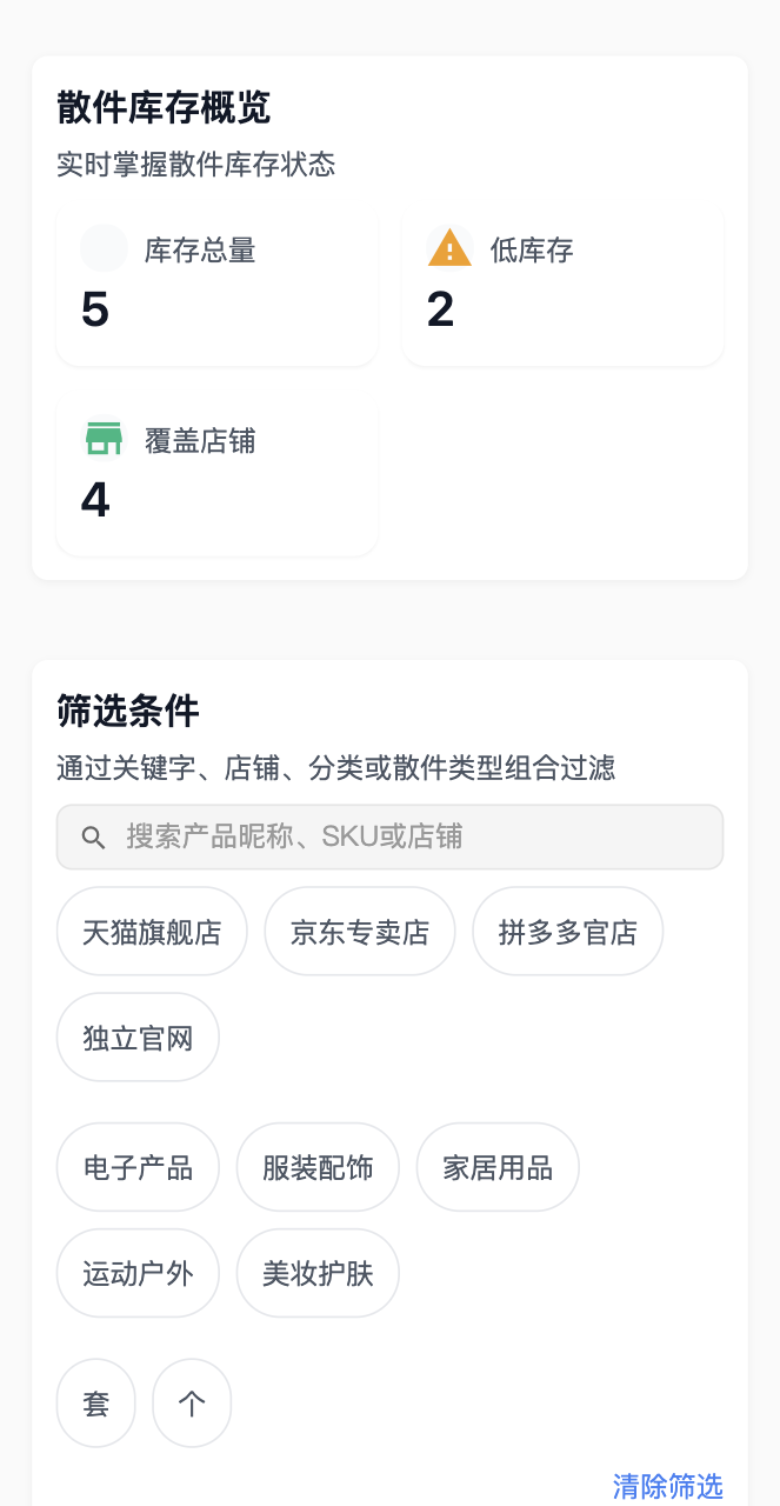 散件库存概览
实时掌握散件库存状态
库存总量
5
低库存
2
覆盖店铺
4
筛选条件
通过关键字、店铺、分类或散件类型组合过滤
搜索产品昵称、SKU或店铺
天猫旗舰店 京东专卖店 拼多多官店
独立官网
电子产品 服装配饰 家居用品
运动户外 美妆护肤
套 个
清除筛选